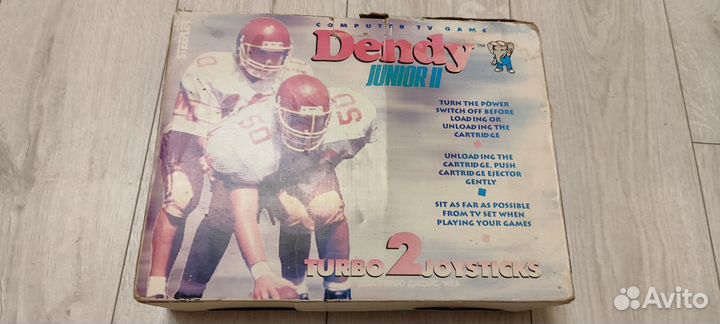 STEEPLER
COMPUTER TV GAME
Dendy TM
JUNIOR II
TURN THE POWER
SWITCH OFF BEFORE
LOADING OR
UNLOADING THE
CARTRIDGE
UNLOADING THE
CARTRIDGE, PUSH
CARTRIDGE EJECTOR
GENTLY
SIT AS FAR AS POSSIBLE
FROM TV SET WHEN
PLAYING YOUR GAMES
TURBO 2 JOYSTICKS
Avito